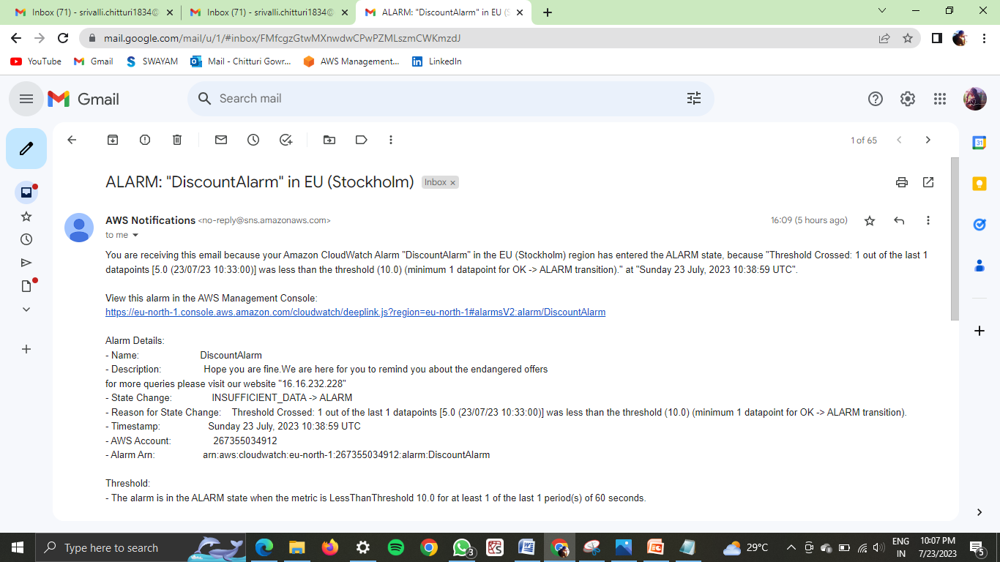 Inbox (71) - srivalli.chitturi1834@
Inbox (71) - srivalli.chitturi1834@
ALARM: "DiscountAlarm" in EU (S
mail.google.com/mail/u/1/#inbox/FMfcgzGtwMXnwdwCPwPZMLszmCWKmzdJ
YouTube
Gmail
SWAYAM
Mail - Chitturi Gowr...
AWS Management...
LinkedIn
Gmail
Search mail
1 of 65
31
ALARM: "DiscountAlarm" in EU (Stockholm)
Inbox ×
AWS Notifications <no-reply@sns.amazonaws.com>
16:09 (5 hours ago)
to me
You are receiving this email because your Amazon CloudWatch Alarm "DiscountAlarm" in the EU (Stockholm) region has entered the ALARM state, because "Threshold Crossed: 1 out of the last 1
datapoints [5.0 (23/07/23 10:33:00)] was less than the threshold (10.0) (minimum 1 datapoint for OK -> ALARM transition)." at "Sunday 23 July, 2023 10:38:59 UTC".
View this alarm in the AWS Management Console:
https://eu-north-1.console.aws.amazon.com/cloudwatch/deeplink.js?region=eu-north-1#alarmsV2:alarm/DiscountAlarm
Alarm Details:
- Name: DiscountAlarm
- Description: Hope you are fine.We are here for you to remind you about the endangered offers
for more queries please visit our website "16.16.232.228"
- State Change: INSUFFICIENT_DATA -> ALARM
- Reason for State Change: Threshold Crossed: 1 out of the last 1 datapoints [5.0 (23/07/23 10:33:00)] was less than the threshold (10.0) (minimum 1 datapoint for OK -> ALARM transition).
- Timestamp: Sunday 23 July, 2023 10:38:59 UTC
- AWS Account: 267355034912
- Alarm Arn: arn:aws:cloudwatch:eu-north-1:267355034912:alarm:DiscountAlarm
Threshold:
- The alarm is in the ALARM state when the metric is LessThanThreshold 10.0 for at least 1 of the last 1 period(s) of 60 seconds.
Type here to search
3
29°C
ENG
IN
10:07 PM
7/23/2023
5